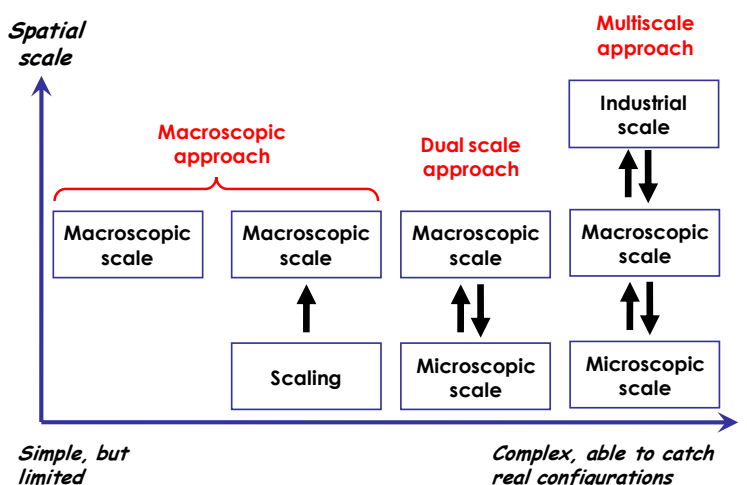 Spatial
scale
Multiscale
approach
Industrial
scale
Macroscopic
approach
Dual scale
approach
Macroscopic
scale
Macroscopic
scale
Macroscopic
scale
Macroscopic
scale
Scaling
Microscopic
scale
Microscopic
scale
Simple, but
limited
Complex, able to catch
real configurations